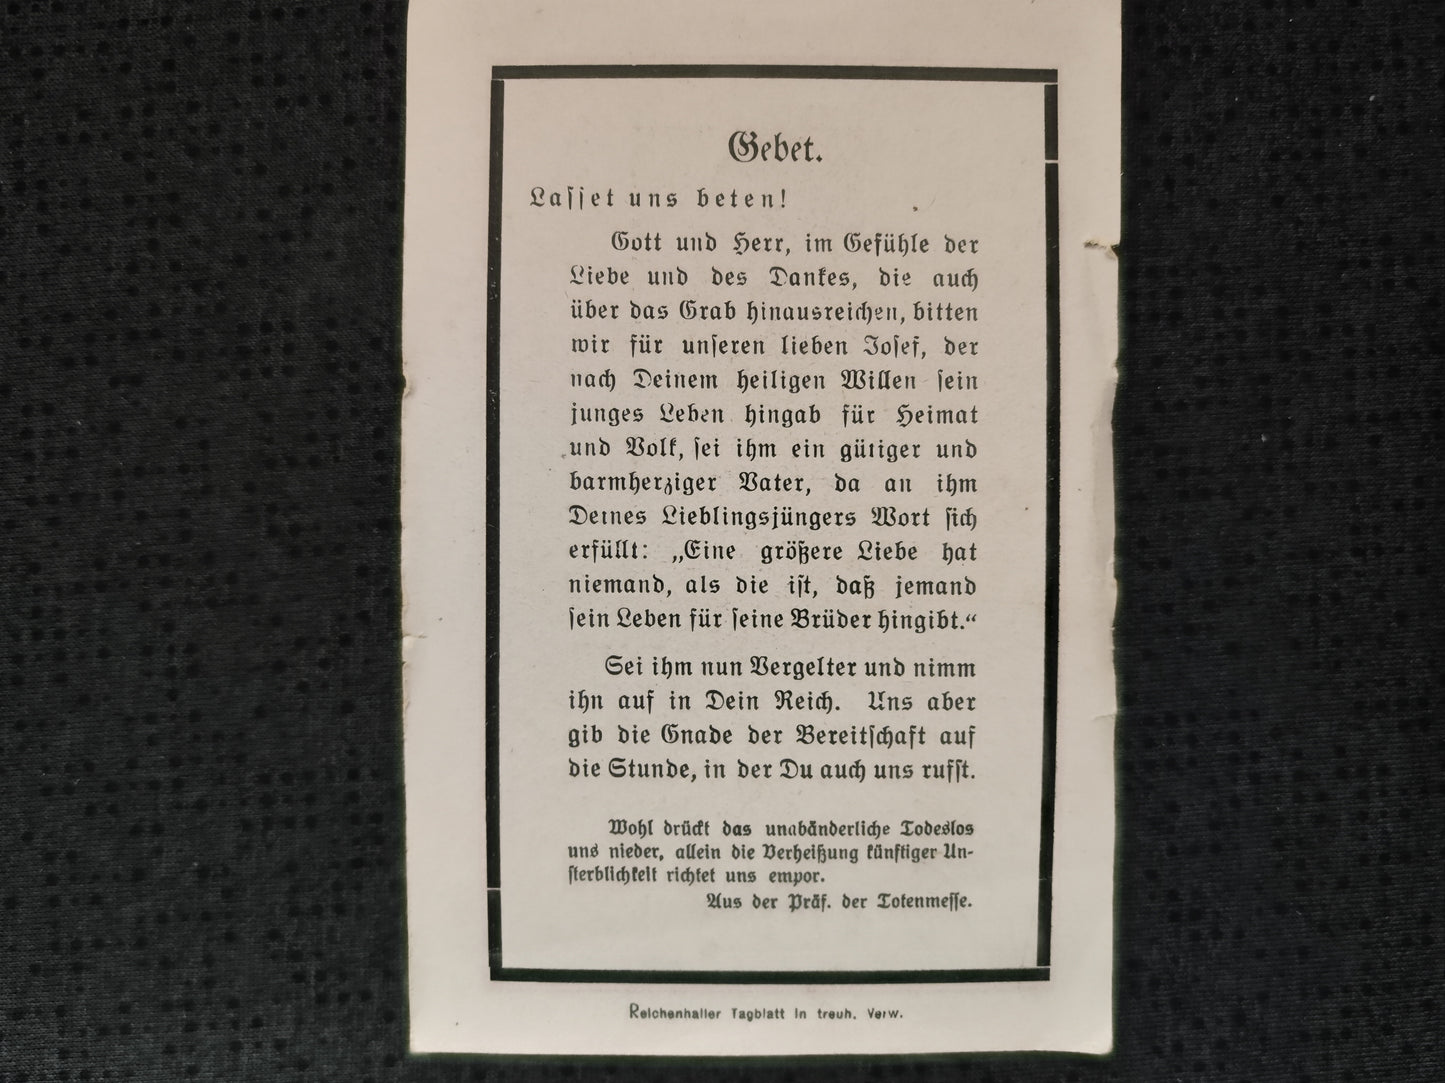 Gebet.
Lasset uns beten!
Gott und Herr, im Gefühle der
Liebe und des Dankes, die auch
über das Grab hinausreichen, bitten
wir für unseren lieben Josef, der
nach Deinem heiligen Willen sein
junges Leben hingab für Heimat
und Volk, sei ihm ein gütiger und
barmherziger Vater, da an ihm
Deines Lieblingsjüngers Wort sich
erfüllt: „Eine größere Liebe hat
niemand, als die ist, daß jemand
sein Leben für seine Brüder hingibt.“
Sei ihm nun Vergelter und nimm
ihn auf in Dein Reich. Uns aber
gib die Gnade der Bereitschaft auf
die Stunde, in der Du auch uns rufst.
Wohl drückt das unabänderliche Todeslos
uns nieder, allein die Verheißung künftiger Un-
sterblichkeit richtet uns empor.
Aus der Präf. der Totenmesse.
Reichenhaller Tagblatt in treuh. Verw.